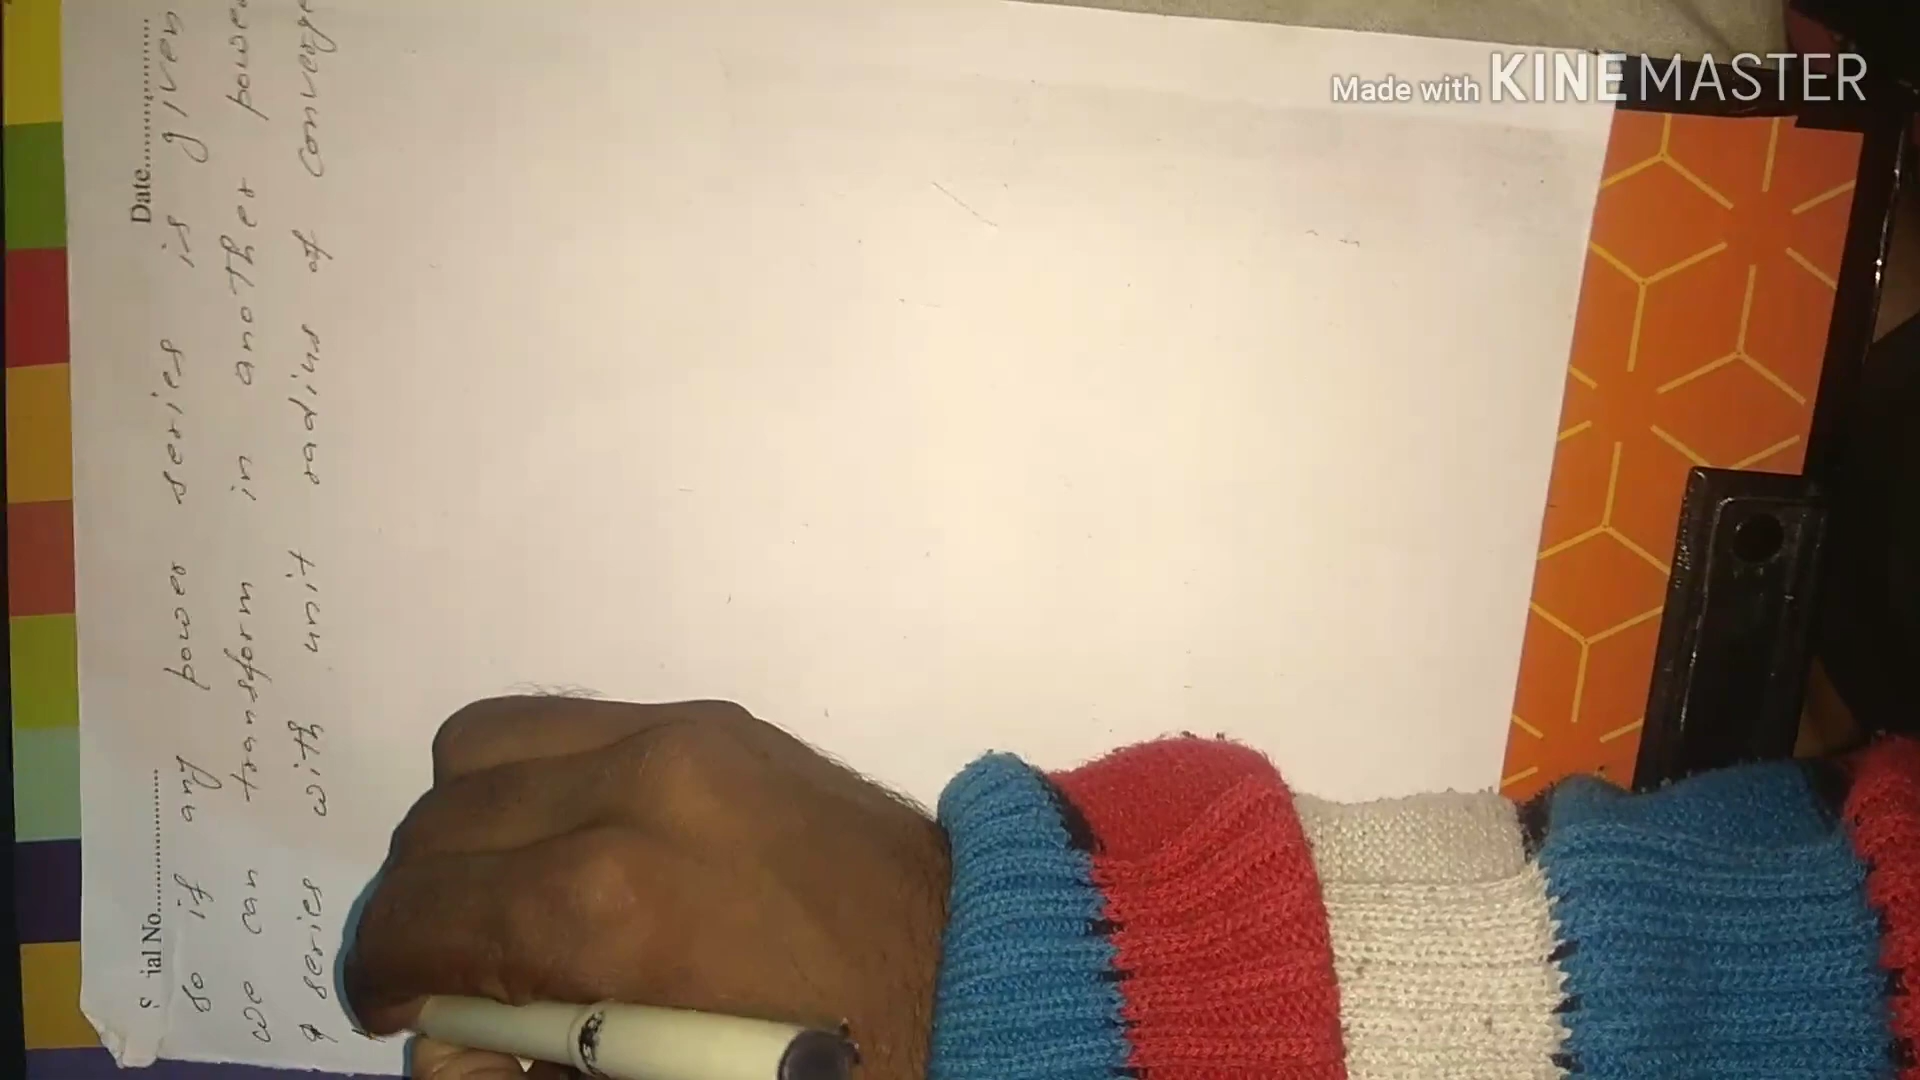 Made with KINEMASTER
ial No.................... Date....................
so if any power series is given
we can transform in another power
series with unit radius of converge